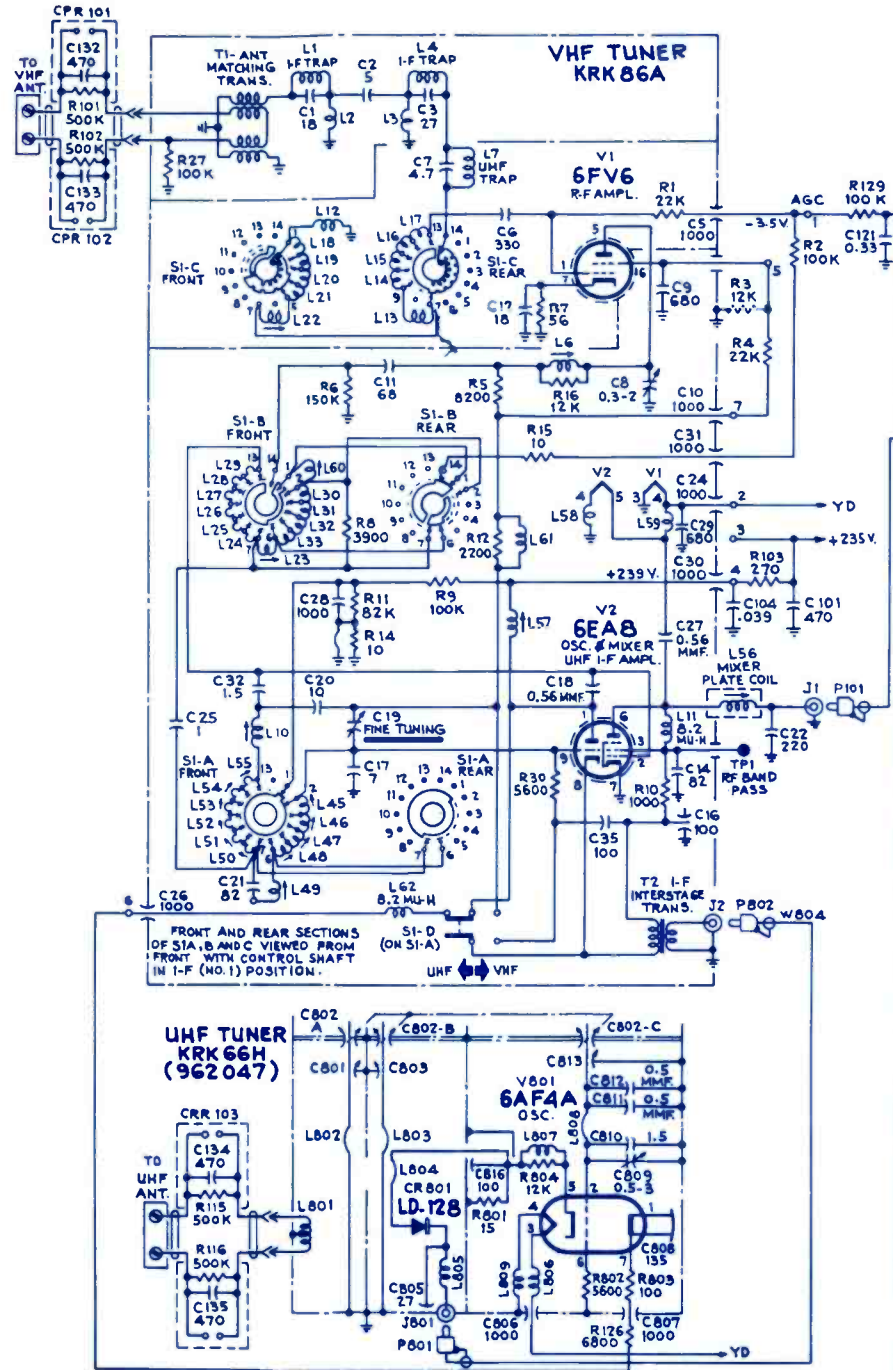 CPR 101
C132
470
TO
VHF
ANT.
R101
500K
R102
500K
C133
470
CPR 102
R27
100K
T1-ANT
MATCHING
TRANS.
L1
I-F TRAP
C1
18
L2
C2
5
L4
I-F TRAP
L3
C3
27
VHF TUNER
KRK86A
C7
4.7
L7
UHF
TRAP
V1
6FV6
R-F AMPL.
R1
22K
C5
1000
AGC
1
-3.5V.
R129
100 K
C121
0.33
R2
100K
C6
330
L12
L18
L19
L20
L21
L22
S1-C
FRONT
L17
L16
L15
L14
L13
S1-C
REAR
C17
18
R7
56
C9
680
R3
12K
R4
22K
L6
R16
12 K
C8
0.3-2
C10
1000
R6
150K
C11
68
R5
8200
R15
10
C31
1000
S1-B
FRONT
S1-B
REAR
L29
L28
L27
L26
L25
L24
L23
L60
L30
L31
L32
L33
R8
3900
R12
2200
L61
V2
V1
L58
L59
C24
1000
C29
680
YD
+235V.
C30
1000
R103
270
+239 V.
C104
.039
C101
470
C28
1000
R11
82K
R14
10
R9
100K
L57
V2
6EA8
OSC. & MIXER
UHF I-F AMPL.
C27
0.56
MMF.
L56
MIXER
PLATE COIL
J1
P101
C22
220
C32
1.5
C20
10
C18
0.56 MMF.
C25
1
L10
C19
FINE TUNING
C17
7
L11
8.2
MU-H
TP1
RF BAND
PASS
C14
82
R10
1000
C16
100
R30
5600
C35
100
S1-A
FRONT
S1-A
REAR
L55
L54
L53
L52
L51
L50
L45
L46
L47
L48
C21
82
L49
C26
1000
L62
8.2 MU-H
S1-D
(ON S1-A)
T2 I-F
INTERSTAGE
TRANS.
J2
P802
W804
FRONT AND REAR SECTIONS
OF S1A, B AND C VIEWED FROM
FRONT WITH CONTROL SHAFT
IN I-F (NO.1) POSITION.
UHF
VHF
UHF TUNER
KRK 66H
(962047)
C802
A
C802-B
C802-C
C801
C803
C813
V801
6AF4A
OSC.
C812
0.5
MMF.
C811
0.5
MMF.
L808
C810
1.5
C809
0.5-3
CRR 103
C134
470
TO
UHF
ANT.
R115
500K
R116
500K
C135
470
L801
L802
L803
L804
CR801
LD-128
C816
100
R801
15
L807
R804
12K
L805
C805
27
J801
P801
L809
L806
C806
1000
R802
5600
R803
100
C808
135
C807
1000
R126
6800
YD